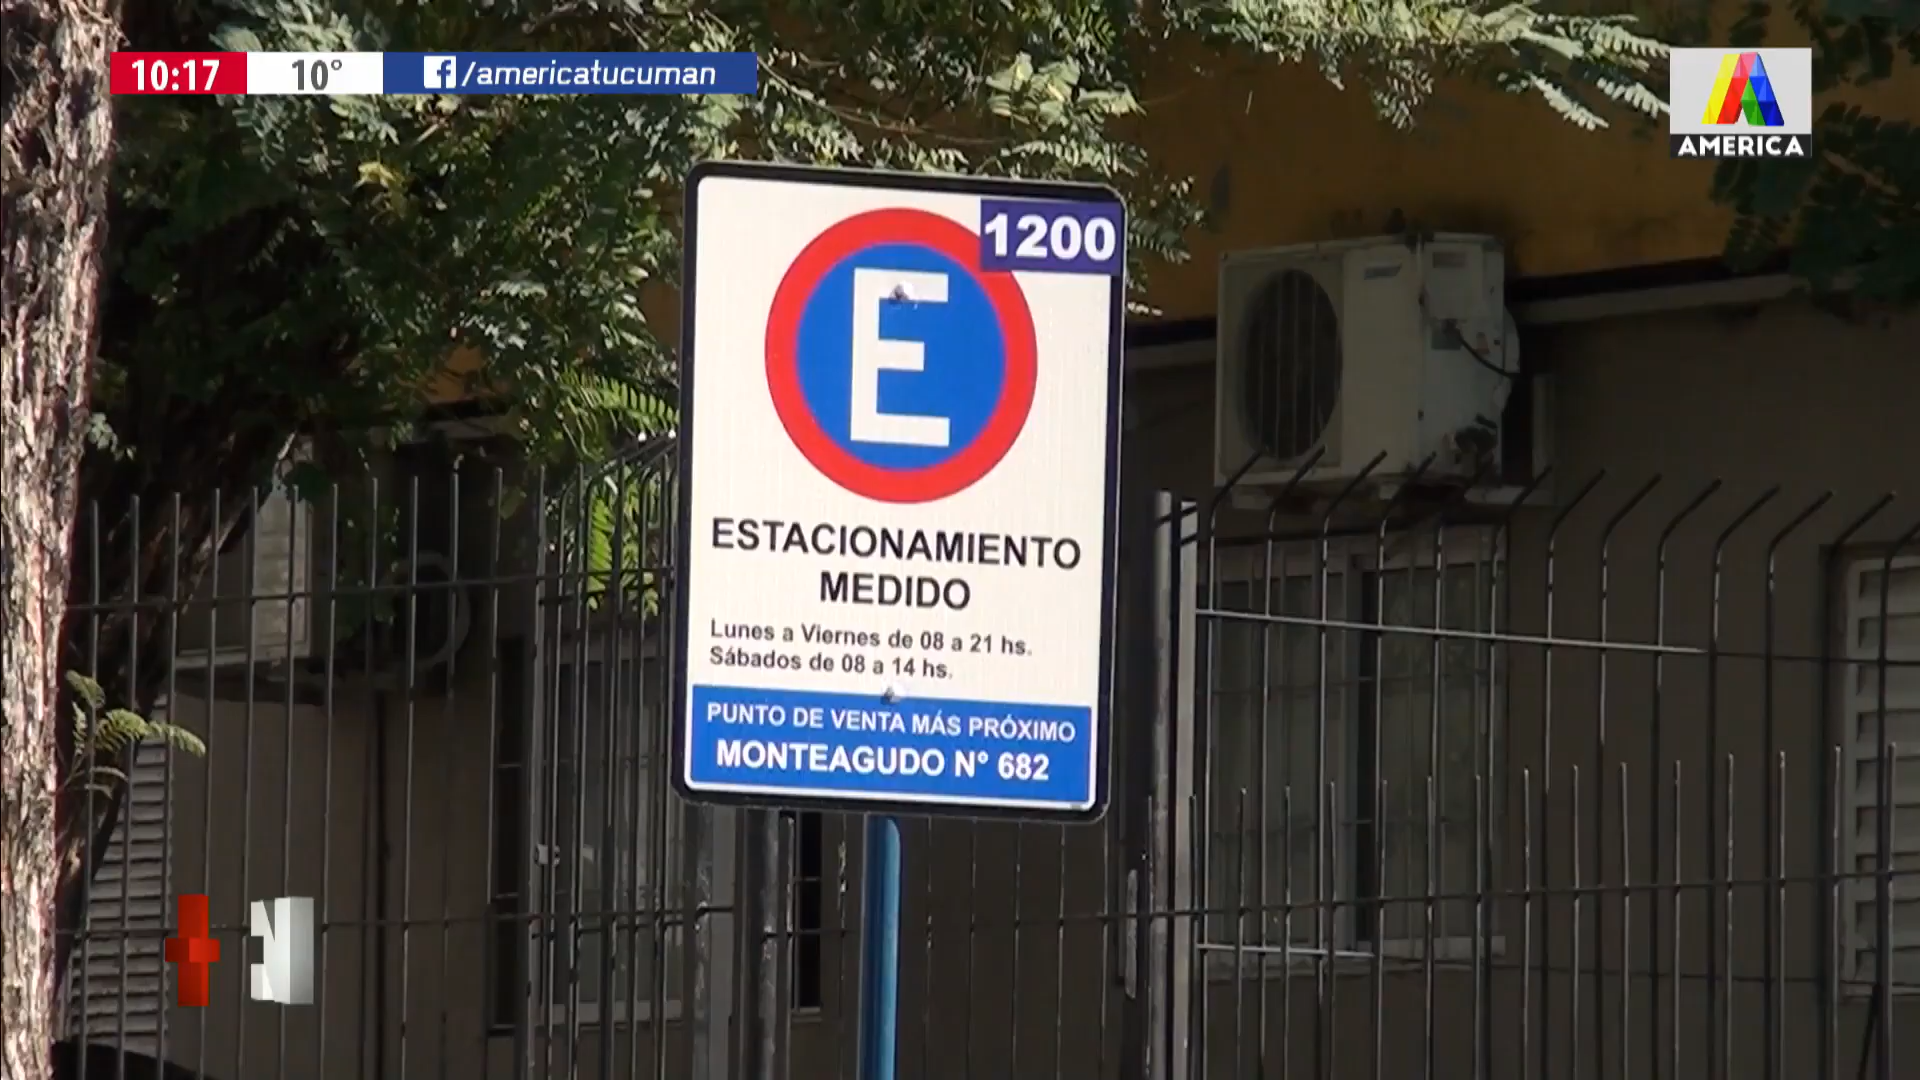 10:17 10° f/americatucuman
AMERICA
1200
E
ESTACIONAMIENTO
MEDIDO
Lunes a Viernes de 08 a 21 hs.
Sábados de 08 a 14 hs.
PUNTO DE VENTA MÁS PRÓXIMO
MONTEAGUDO N° 682
+N